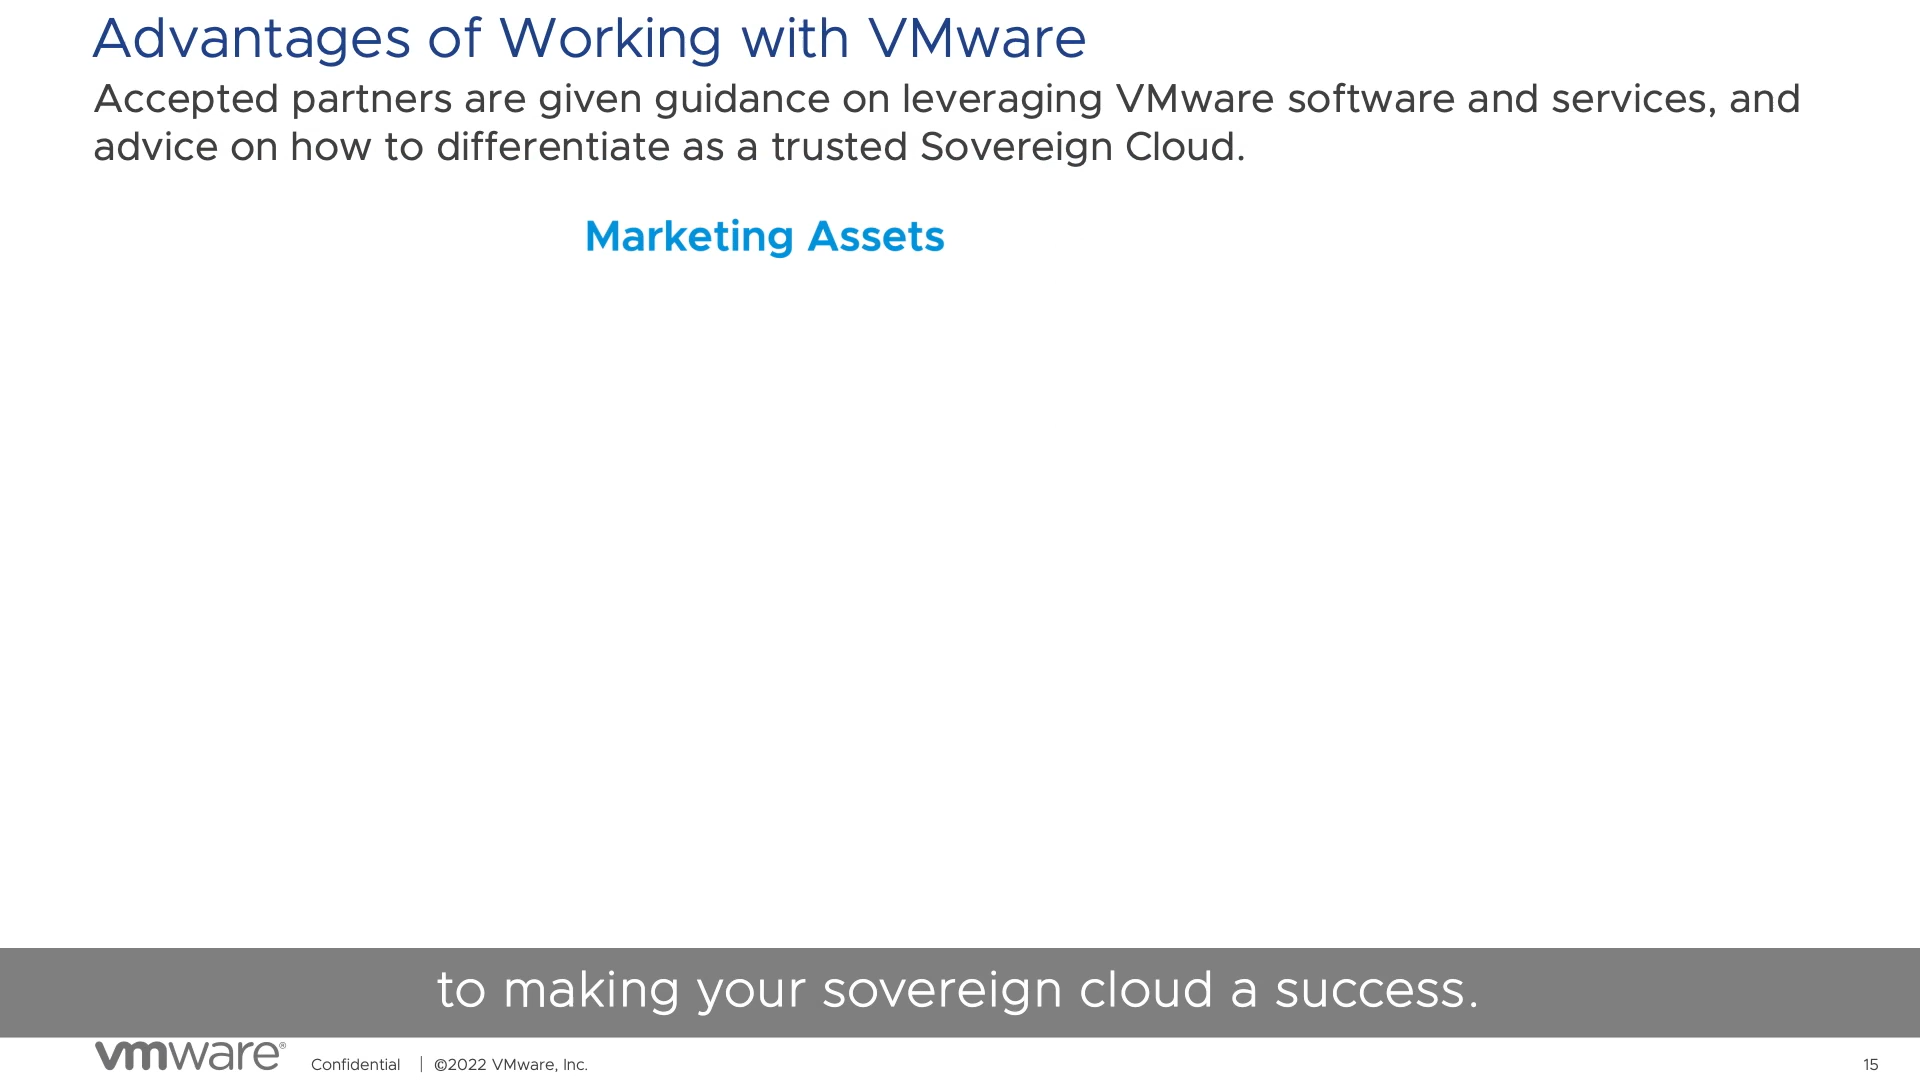 Advantages of Working with VMware
Accepted partners are given guidance on leveraging VMware software and services, and
advice on how to differentiate as a trusted Sovereign Cloud.
Marketing Assets
to making your sovereign cloud a success.
vmware® Confidential | ©2022 VMware, Inc. 15